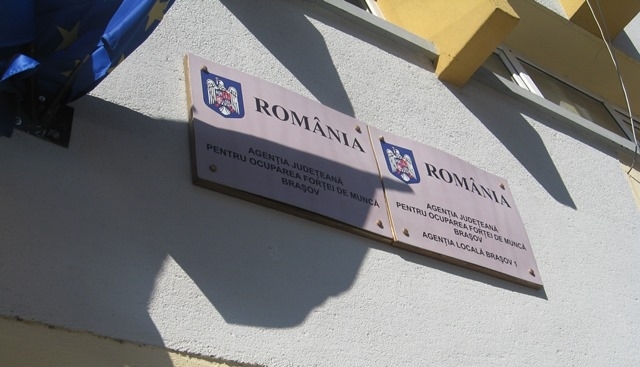 ROMÂNIA
AGENȚIA JUDEȚEANĂ
PENTRU OCUPAREA FORȚEI DE MUNCĂ
BRAȘOV
ROMÂNIA
AGENȚIA JUDEȚEANĂ
PENTRU OCUPAREA FORȚEI DE MUNCĂ
BRAȘOV
AGENȚIA LOCALĂ BRAȘOV 1